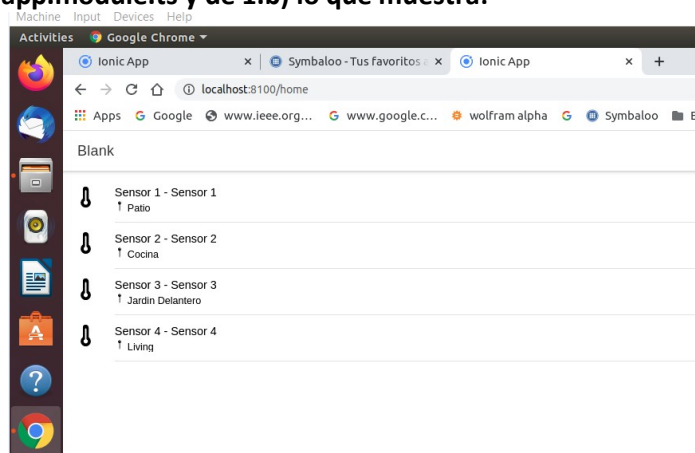 app.module.ts y de 1.b) lo que muestra:
Machine Input Devices Help
Activities Google Chrome
Ionic App × Symbaloo - Tus favoritos a × Ionic App × +
localhost:8100/home
Apps Google www.ieee.org... www.google.c... wolfram alpha Symbaloo
Blank
Sensor 1 - Sensor 1
Patio
Sensor 2 - Sensor 2
Cocina
Sensor 3 - Sensor 3
Jardin Delantero
Sensor 4 - Sensor 4
Living